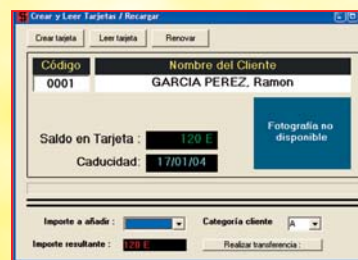 Crear y Leer Tarjetas / Recargar
Crear tarjeta Leer tarjeta Renovar
Código Nombre del Cliente
0001 GARCIA PEREZ, Ramon
Saldo en Tarjeta : 120 E
Caducidad: 17/01/04
Fotografía no disponible
Importe a añadir : Categoría cliente A
Importe resultante : 120 E Realizar transferencia :